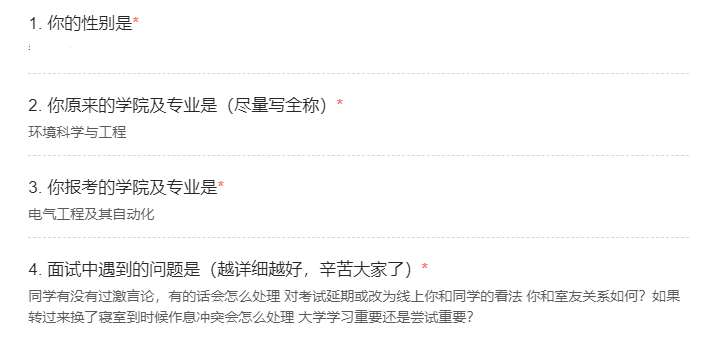 1. 你的性别是*
2. 你原来的学院及专业是（尽量写全称）*
环境科学与工程
3. 你报考的学院及专业是*
电气工程及其自动化
4. 面试中遇到的问题是（越详细越好，辛苦大家了）*
同学有没有过激言论，有的话会怎么处理 对考试延期或改为线上你和同学的看法 你和室友关系如何？如果
转过来换了寝室到时候作息冲突会怎么处理 大学学习重要还是尝试重要？